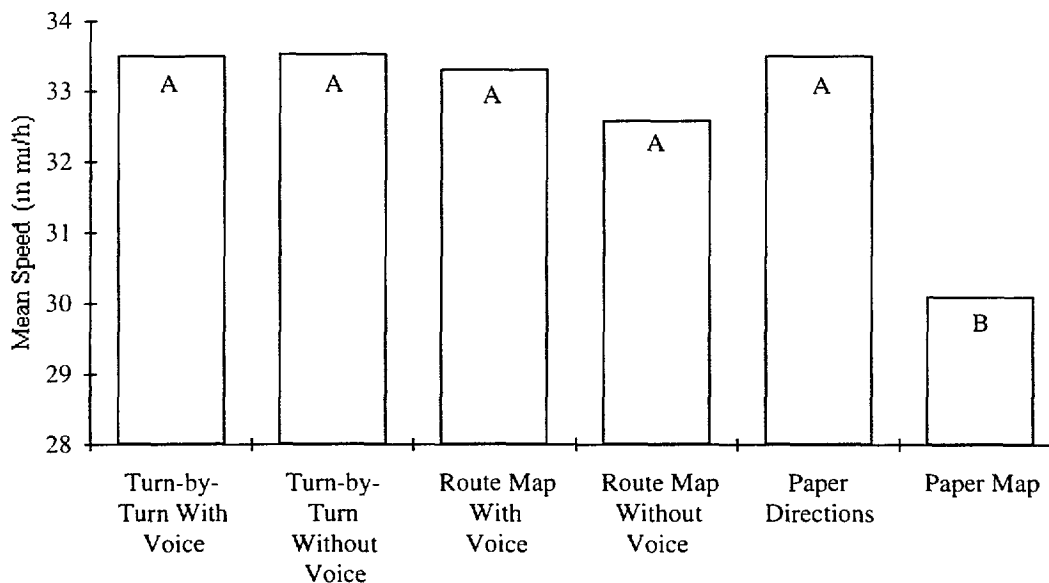 34
33
32
31
30
29
28
Mean Speed (in mi/h)
A
A
A
A
A
B
Turn-by-
Turn With
Voice
Turn-by-
Turn
Without
Voice
Route Map
With
Voice
Route Map
Without
Voice
Paper
Directions
Paper Map